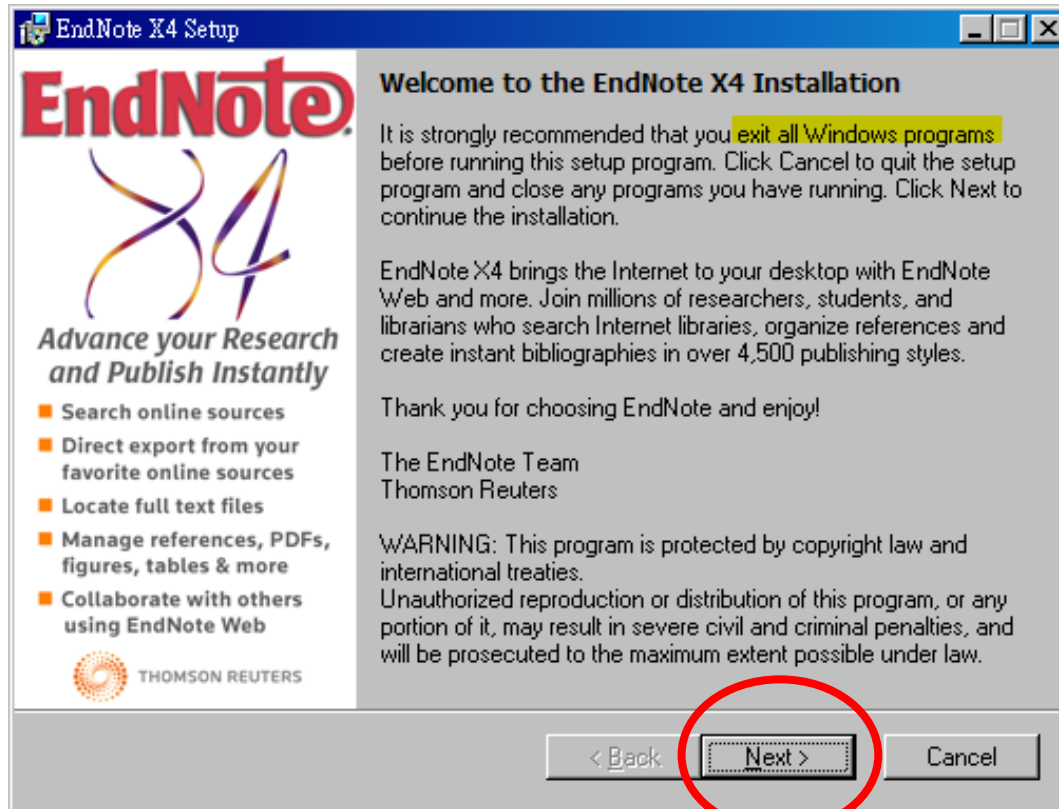 EndNote X4 Setup
EndNote
X4
Advance your Research
and Publish Instantly
Search online sources
Direct export from your
favorite online sources
Locate full text files
Manage references, PDFs,
figures, tables & more
Collaborate with others
using EndNote Web
THOMSON REUTERS
Welcome to the EndNote X4 Installation
It is strongly recommended that you exit all Windows programs
before running this setup program. Click Cancel to quit the setup
program and close any programs you have running. Click Next to
continue the installation.
EndNote X4 brings the Internet to your desktop with EndNote
Web and more. Join millions of researchers, students, and
librarians who search Internet libraries, organize references and
create instant bibliographies in over 4,500 publishing styles.
Thank you for choosing EndNote and enjoy!
The EndNote Team
Thomson Reuters
WARNING: This program is protected by copyright law and
international treaties.
Unauthorized reproduction or distribution of this program, or any
portion of it, may result in severe civil and criminal penalties, and
will be prosecuted to the maximum extent possible under law.
< Back Next > Cancel